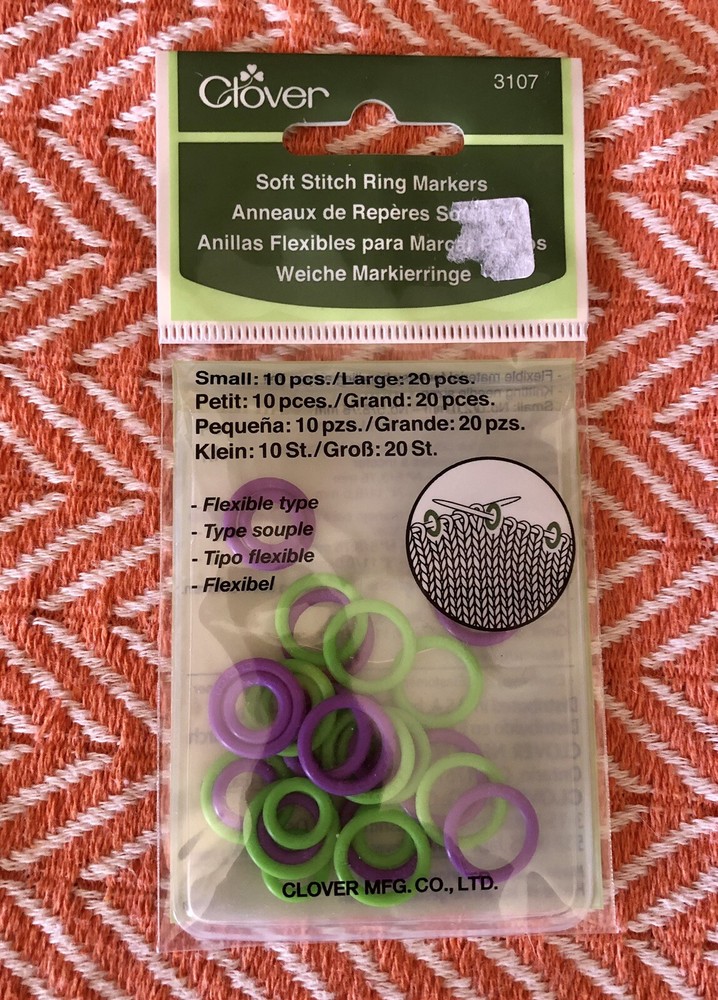 Clover
3107
Soft Stitch Ring Markers
Anneaux de Repères
Anillas Flexibles para
Weiche Markierringe
Small: 10 pcs./Large: 20 pcs.
Petit: 10 pces./Grand: 20 pces.
Pequeña: 10 pzs./Grande: 20 pzs.
Klein: 10 St./Groß: 20 St.
- Flexible type
- Type souple
- Tipo flexible
- Flexibel
CLOVER MFG. CO., LTD.